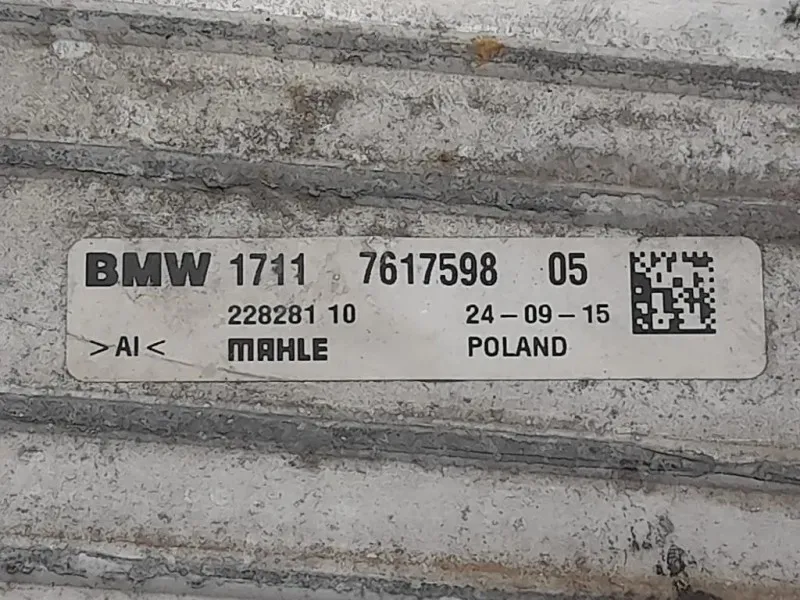 BMW 1711 7617598 05
228281 10 24-09-15
>AI< MAHLE POLAND